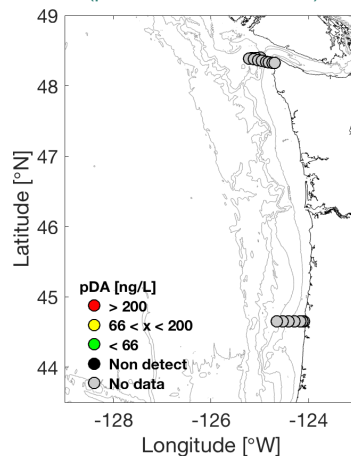 49
48
47
46
45
44
Latitude [°N]
pDA [ng/L]
> 200
66 < x < 200
< 66
Non detect
No data
-128
-126
-124
Longitude [°W]